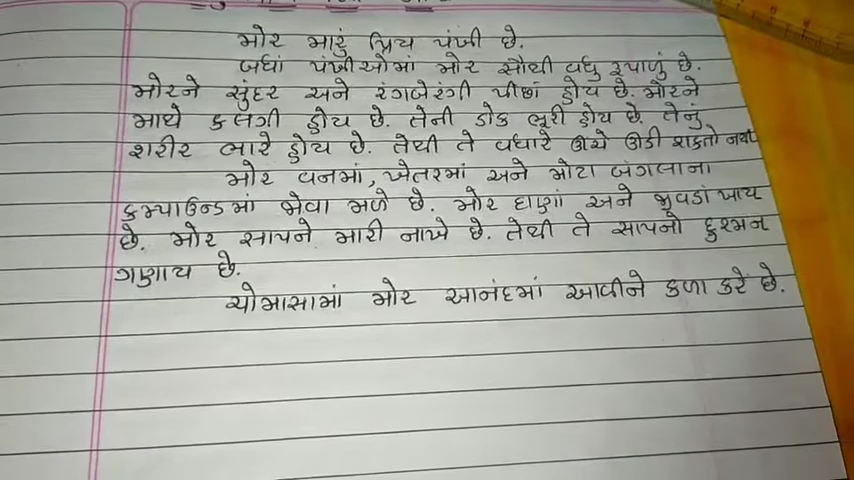 મોર મારું પ્રિય પંખી છે.
બધાં પંખીઓમાં મોર સૌથી વધુ રૂપાળું છે.
મોરને સુંદર અને રંગબેરંગી પીછાં હોય છે. મોરને
માથે કલગી હોય છે. તેની ડોક ભૂરી હોય છે. તેનું
શરીર ભારે હોય છે. તેથી તે વધારે ઊંચે ઊડી શકતો નથી
મોર વનમાં, ખેતરમાં અને મોટા બંગલાના
કમ્પાઉન્ડમાં જોવા મળે છે. મોર દાણાં અને જીવડાં ખાય
છે. મોર સાપને મારી નાખે છે. તેથી તે સાપનો દુશ્મન
ગણાય છે.
ચોમાસામાં મોર આનંદમાં આવીને કળા કરે છે.